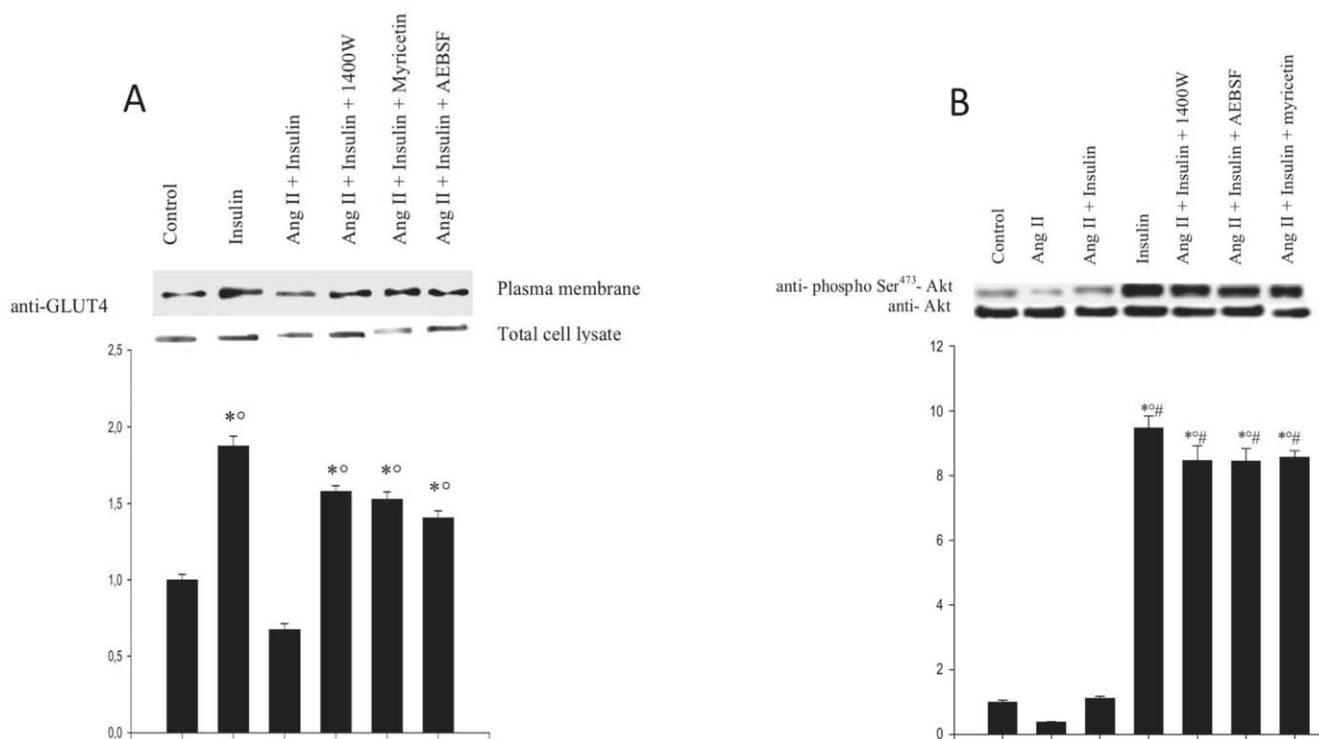 A
Control
Insulin
Ang II + Insulin
Ang II + Insulin + 1400W
Ang II + Insulin + Myricetin
Ang II + Insulin + AEBSF
anti-GLUT4
Plasma membrane
Total cell lysate
2,5
2,0
1,5
1,0
0,5
0,0
*°
*°
*°
*°
B
Control
Ang II
Ang II + Insulin
Insulin
Ang II + Insulin + 1400W
Ang II + Insulin + AEBSF
Ang II + Insulin + myricetin
anti- phospho Ser⁴⁷³- Akt
anti- Akt
12
10
8
6
4
2
0
*°#
*°#
*°#
*°#